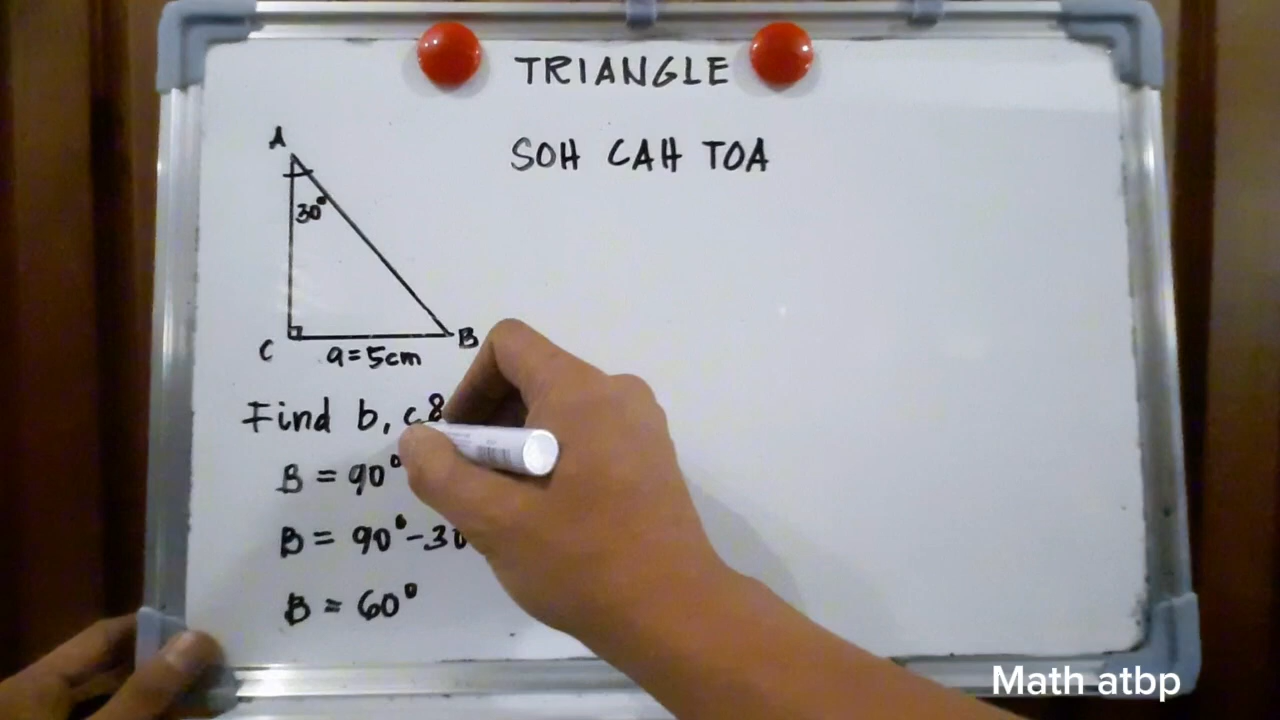 TRIANGLE
SOH CAH TOA
A
30°
C
B
a=5cm
Find b, c &
B = 90°
B = 90°-30
B = 60°
Math atbp